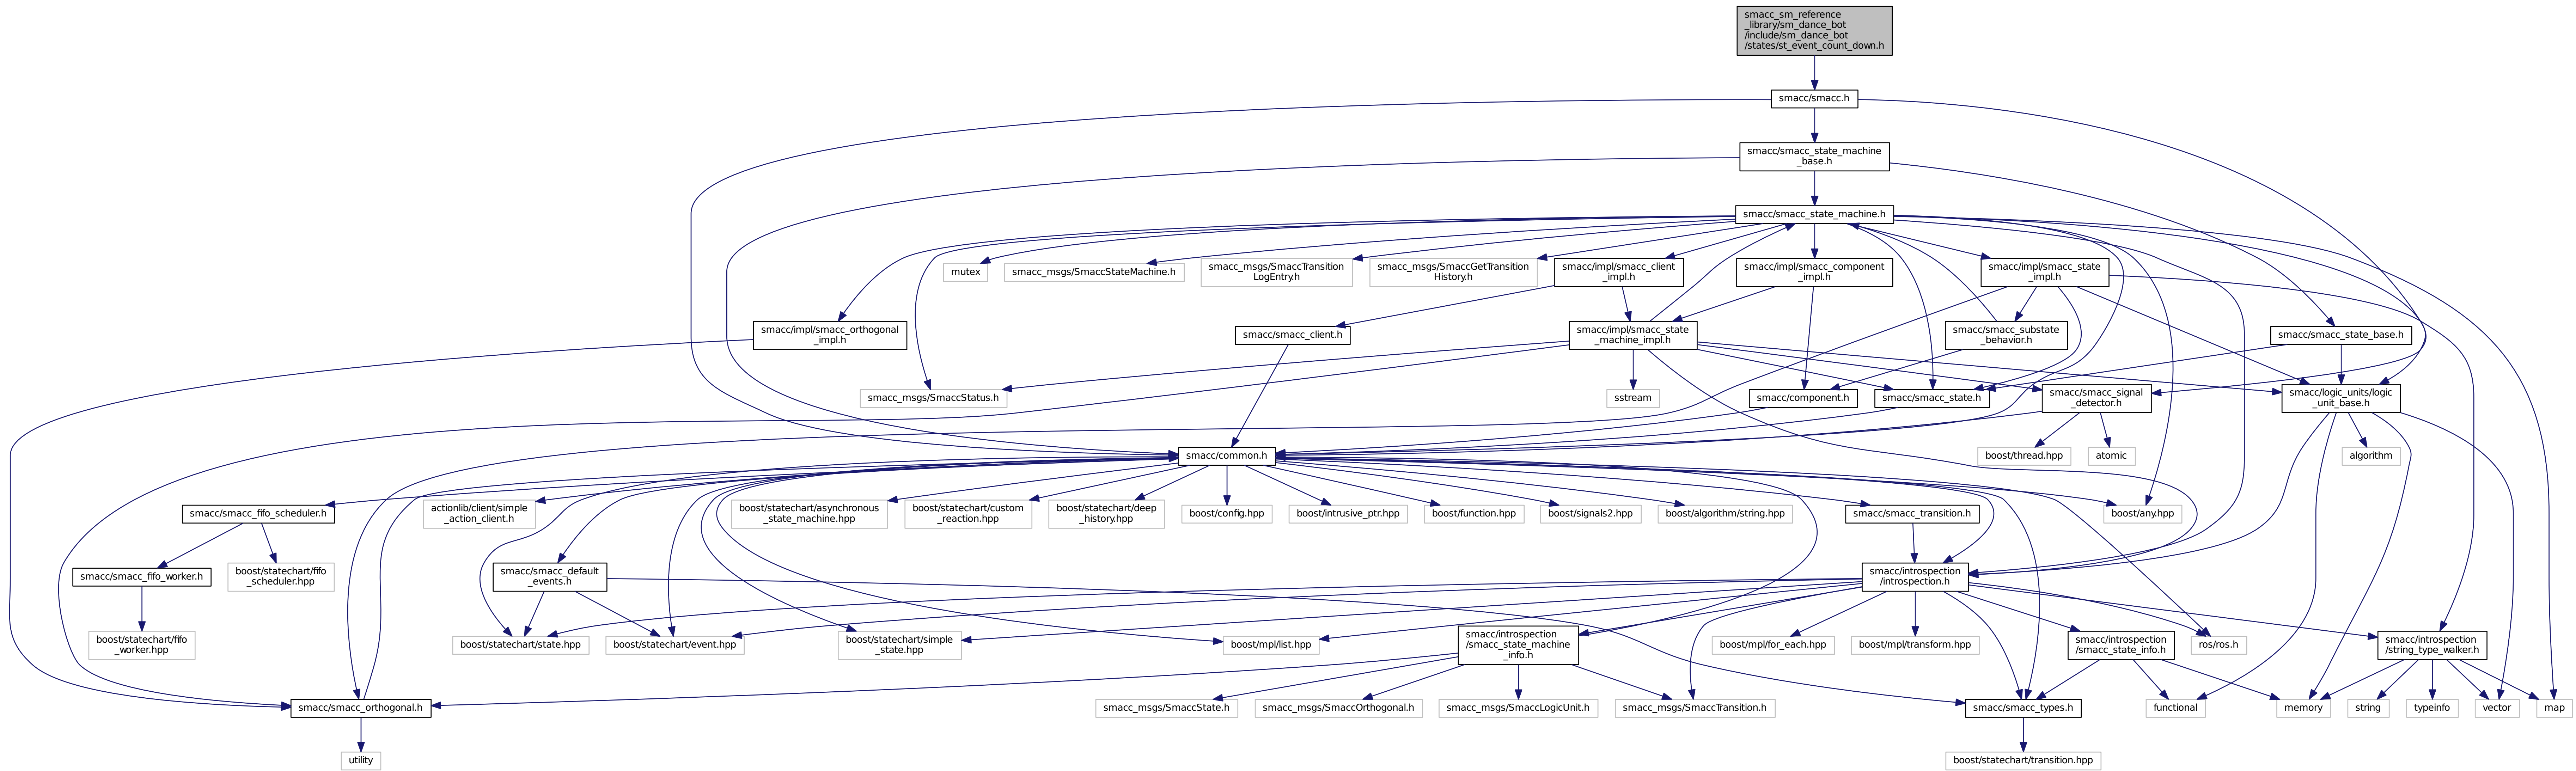 smacc_sm_reference
_library/sm_dance_bot
/include/sm_dance_bot
/states/st_event_count_down.h
smacc/smacc.h
smacc/smacc_state_machine
_base.h
smacc/smacc_state_machine.h
mutex
smacc_msgs/SmaccStateMachine.h
smacc_msgs/SmaccTransition
LogEntry.h
smacc_msgs/SmaccGetTransition
History.h
smacc/impl/smacc_client
_impl.h
smacc/impl/smacc_component
_impl.h
smacc/impl/smacc_state
_impl.h
smacc/impl/smacc_orthogonal
_impl.h
smacc/smacc_client.h
smacc/impl/smacc_state
_machine_impl.h
smacc/smacc_substate
_behavior.h
smacc/smacc_state_base.h
smacc_msgs/SmaccStatus.h
sstream
smacc/component.h
smacc/smacc_state.h
smacc/smacc_signal
_detector.h
smacc/logic_units/logic
_unit_base.h
smacc/common.h
boost/thread.hpp
atomic
algorithm
smacc/smacc_fifo_scheduler.h
actionlib/client/simple
_action_client.h
boost/statechart/asynchronous
_state_machine.hpp
boost/statechart/custom
_reaction.hpp
boost/statechart/deep
_history.hpp
boost/config.hpp
boost/intrusive_ptr.hpp
boost/function.hpp
boost/signals2.hpp
boost/algorithm/string.hpp
smacc/smacc_transition.h
boost/any.hpp
smacc/smacc_fifo_worker.h
boost/statechart/fifo
_scheduler.hpp
smacc/smacc_default
_events.h
smacc/introspection
/introspection.h
boost/statechart/fifo
_worker.hpp
boost/statechart/state.hpp
boost/statechart/event.hpp
boost/statechart/simple
_state.hpp
boost/mpl/list.hpp
smacc/introspection
/smacc_state_machine
_info.h
boost/mpl/for_each.hpp
boost/mpl/transform.hpp
smacc/introspection
/smacc_state_info.h
ros/ros.h
smacc/introspection
/string_type_walker.h
smacc/smacc_orthogonal.h
smacc_msgs/SmaccState.h
smacc_msgs/SmaccOrthogonal.h
smacc_msgs/SmaccLogicUnit.h
smacc_msgs/SmaccTransition.h
smacc/smacc_types.h
functional
memory
string
typeinfo
vector
map
utility
boost/statechart/transition.hpp